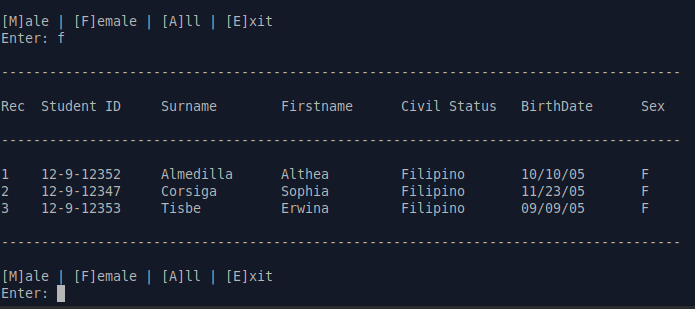 [M]ale | [F]emale | [A]ll | [E]xit
Enter: f
-------------------------------------------------------------------------------------
Rec  Student ID     Surname        Firstname      Civil Status   BirthDate      Sex
-------------------------------------------------------------------------------------
1    12-9-12352     Almedilla      Althea         Filipino       10/10/05       F
2    12-9-12347     Corsiga        Sophia         Filipino       11/23/05       F
3    12-9-12353     Tisbe          Erwina         Filipino       09/09/05       F
-------------------------------------------------------------------------------------
[M]ale | [F]emale | [A]ll | [E]xit
Enter: